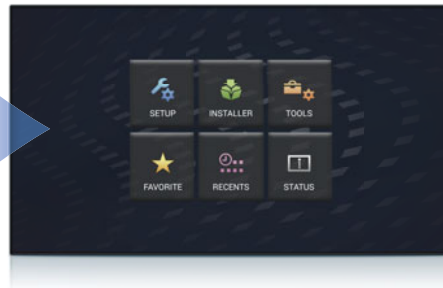 SETUP
INSTALLER
TOOLS
FAVORITE
RECENTS
STATUS